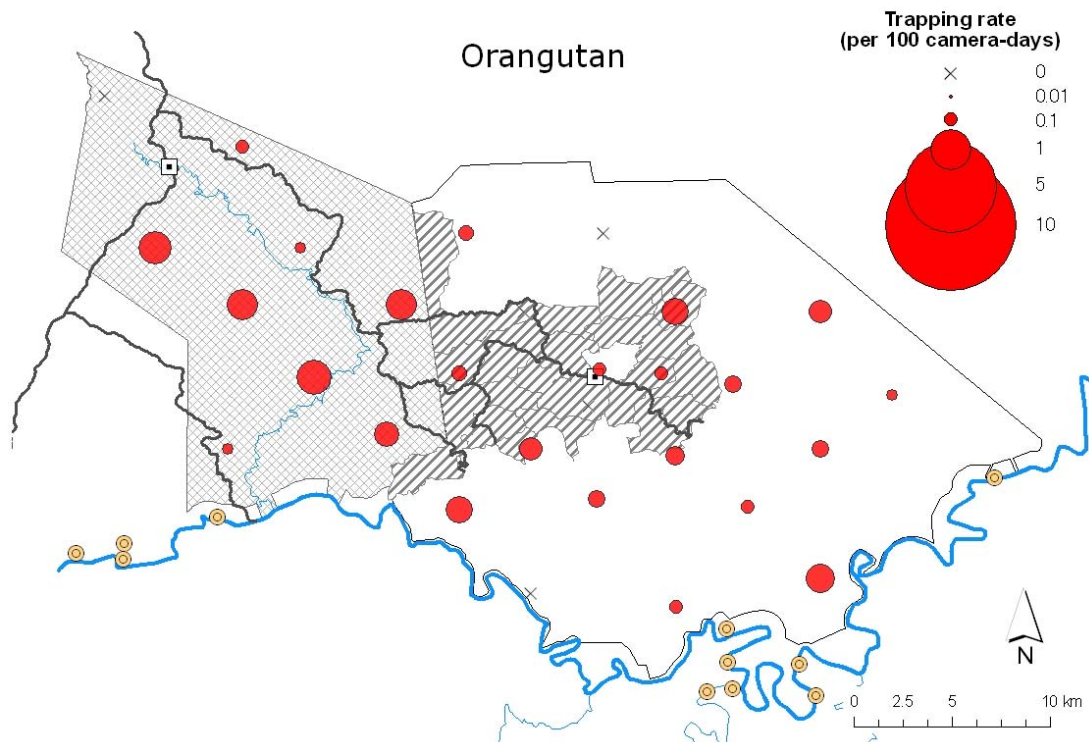 Orangutan
Trapping rate
(per 100 camera-days)
0
0.01
0.1
1
5
10
N
0 2.5 5 10 km